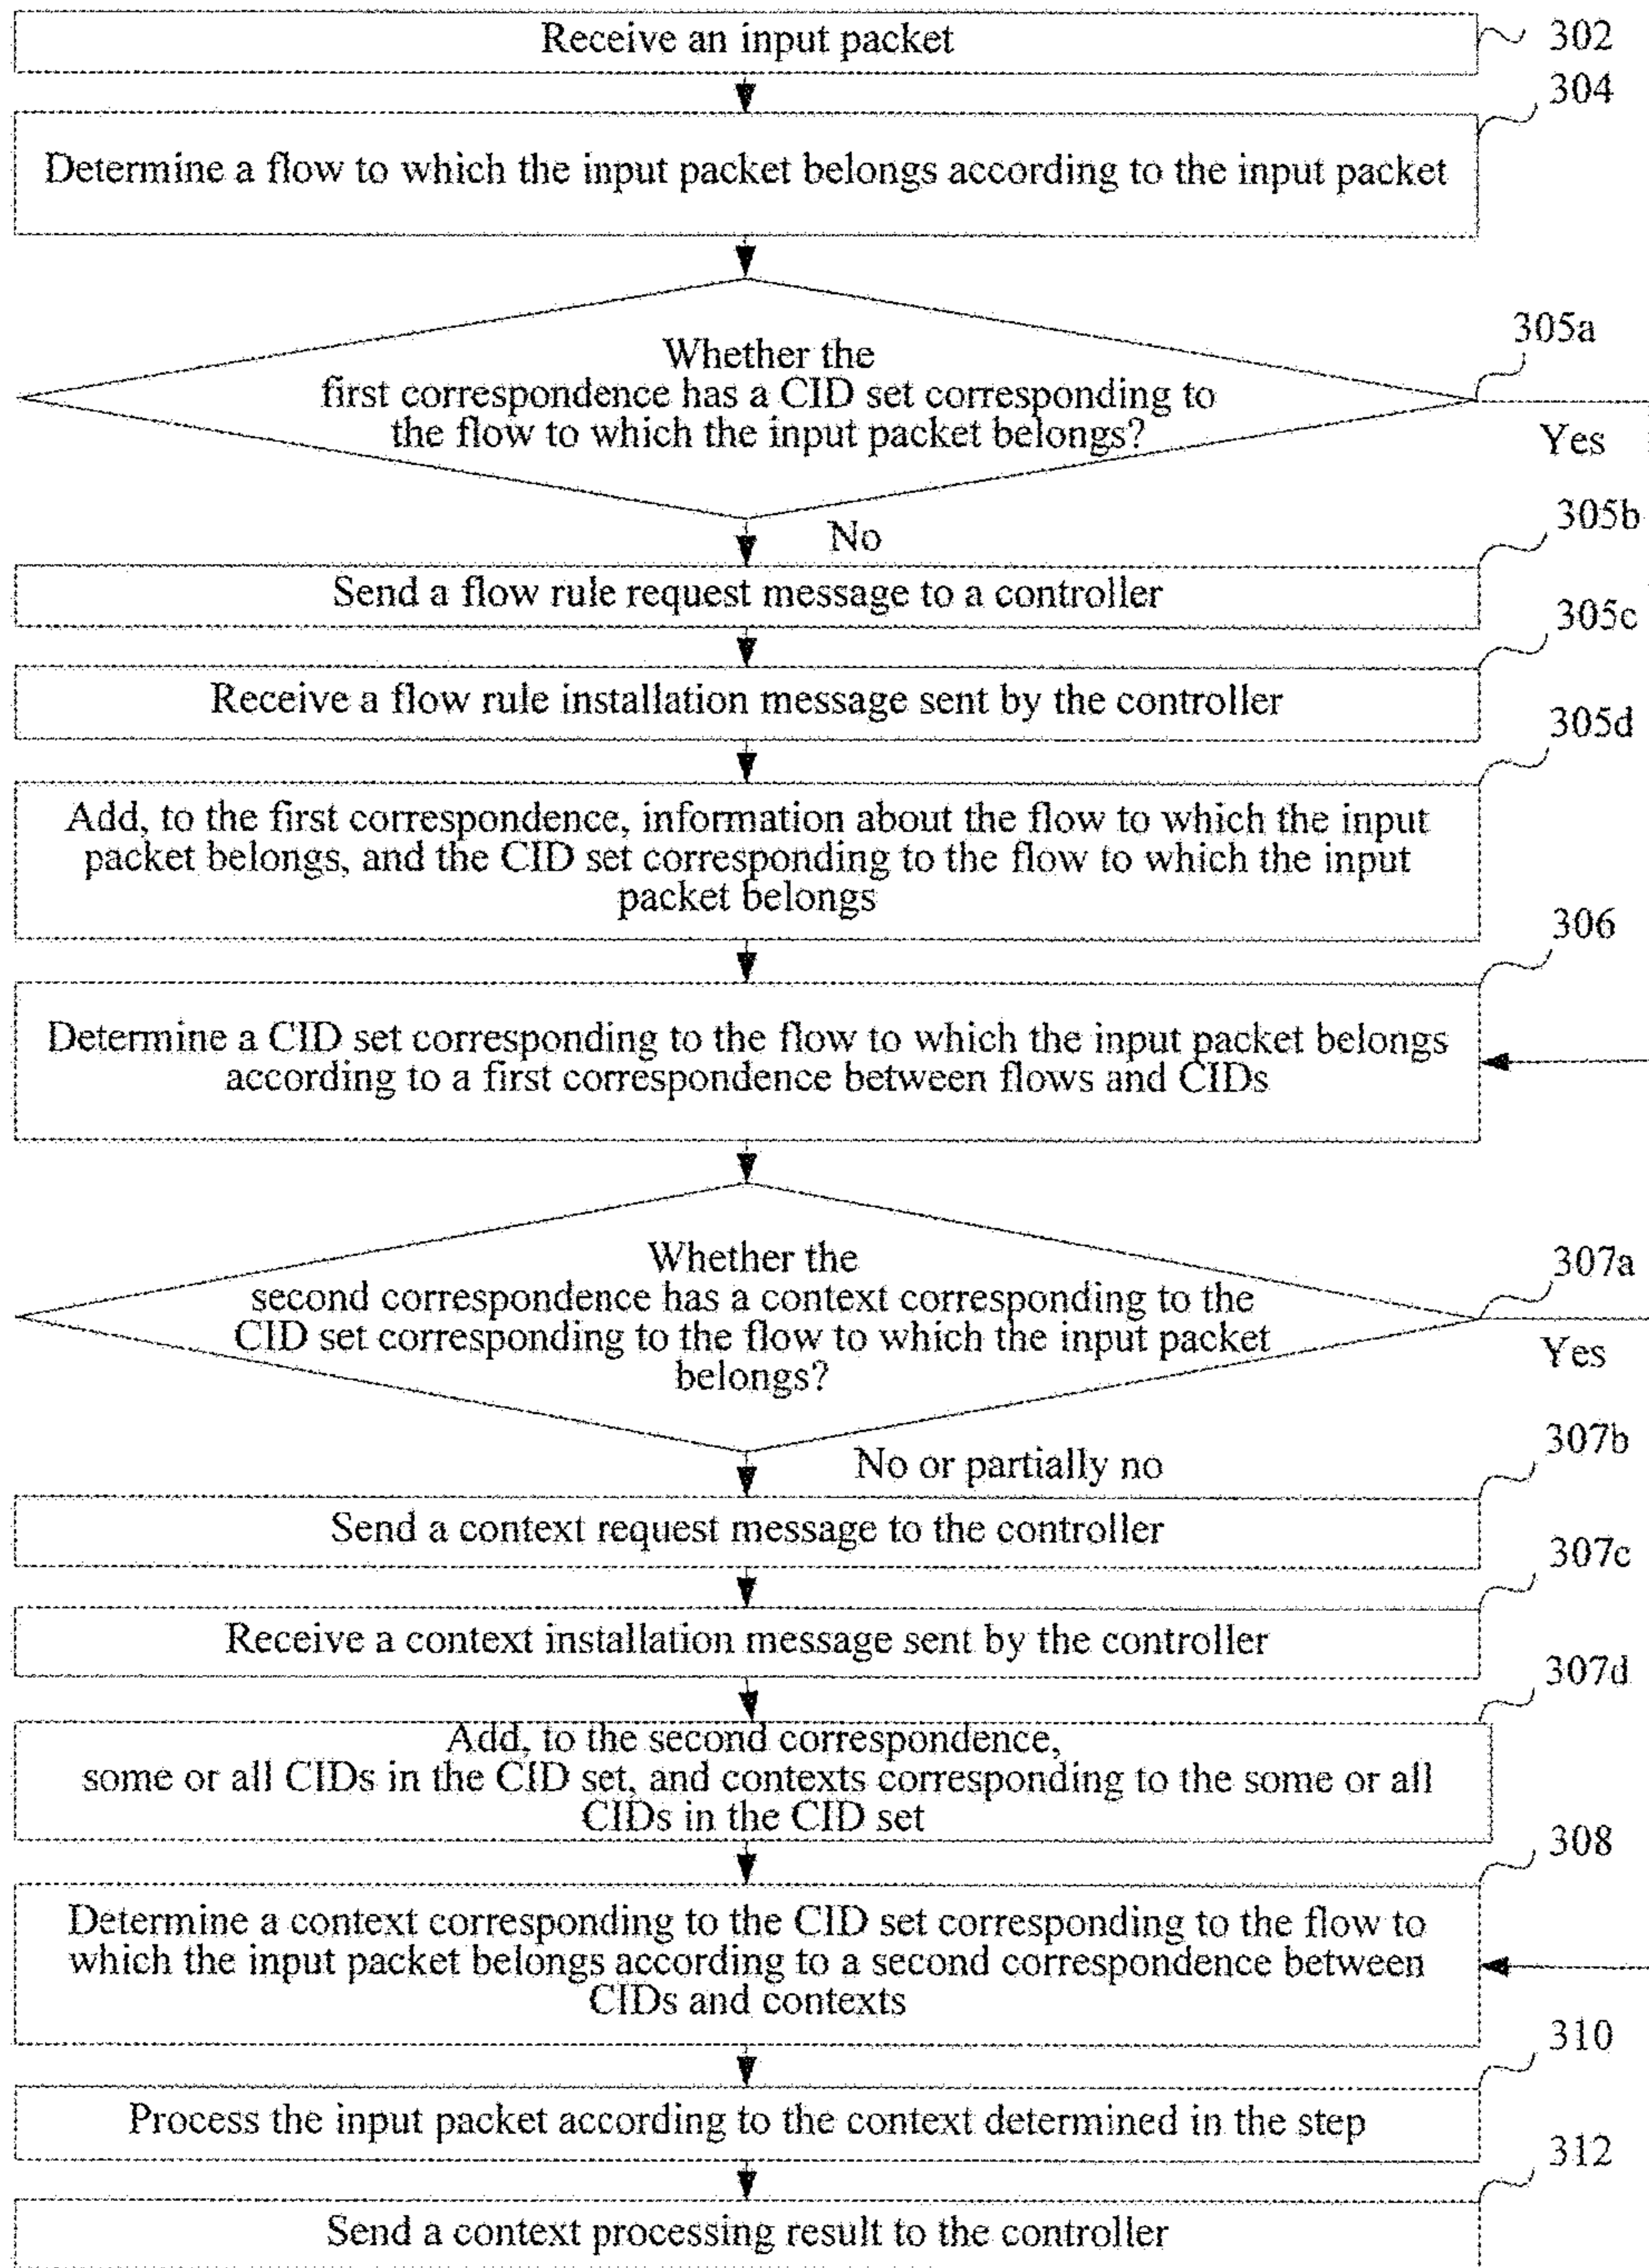 Receive an input packet
302
304
Determine a flow to which the input packet belongs according to the input packet
305a
Whether the
first correspondence has a CID set corresponding to
the flow to which the input packet belongs?
Yes
305b
No
Send a flow rule request message to a controller
305c
Receive a flow rule installation message sent by the controller
305d
Add, to the first correspondence, information about the flow to which the input
packet belongs, and the CID set corresponding to the flow to which the input
packet belongs
306
Determine a CID set corresponding to the flow to which the input packet belongs
according to a first correspondence between flows and CIDs
307a
Whether the
second correspondence has a context corresponding to the
CID set corresponding to the flow to which the input packet
belongs?
Yes
307b
No or partially no
Send a context request message to the controller
307c
Receive a context installation message sent by the controller
307d
Add, to the second correspondence,
some or all CIDs in the CID set, and contexts corresponding to the some or all
CIDs in the CID set
308
Determine a context corresponding to the CID set corresponding to the flow to
which the input packet belongs according to a second correspondence between
CIDs and contexts
310
Process the input packet according to the context determined in the step
312
Send a context processing result to the controller